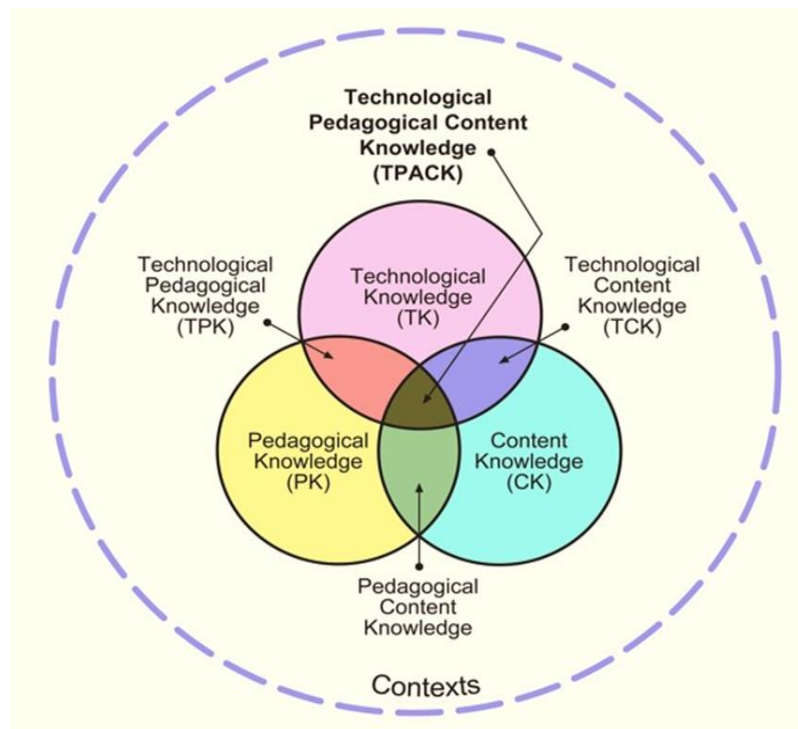 Technological
Pedagogical Content
Knowledge
(TPACK)
Technological
Pedagogical
Knowledge
(TPK)
Technological
Knowledge
(TK)
Technological
Content
Knowledge
(TCK)
Pedagogical
Knowledge
(PK)
Content
Knowledge
(CK)
Pedagogical
Content
Knowledge
Contexts